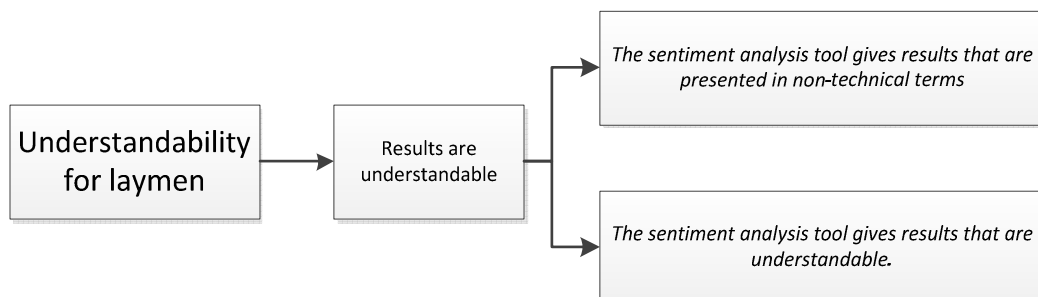 Understandability
for laymen
Results are
understandable
The sentiment analysis tool gives results that are
presented in non-technical terms
The sentiment analysis tool gives results that are
understandable.